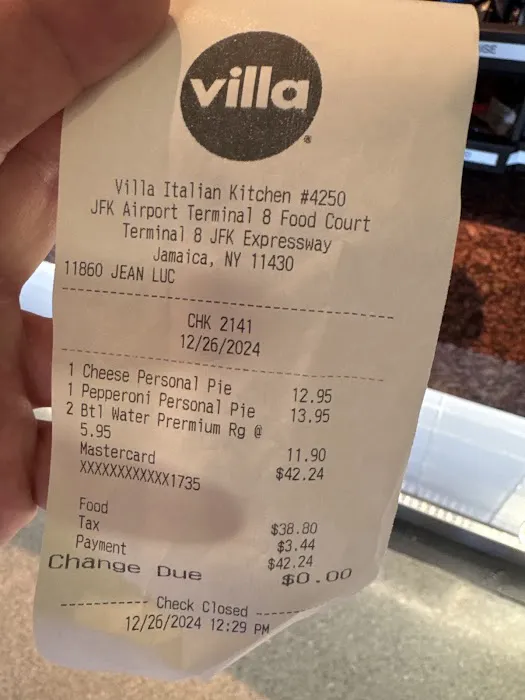 villa
Villa Italian Kitchen #4250
JFK Airport Terminal 8 Food Court
Terminal 8 JFK Expressway
Jamaica, NY 11430
11860 JEAN LUC
CHK 2141
12/26/2024
1 Cheese Personal Pie 12.95
1 Pepperoni Personal Pie 13.95
2 Btl Water Prermium Rg @
5.95 11.90
Mastercard $42.24
XXXXXXXXXXXX1735
Food $38.80
Tax $3.44
Payment $42.24
Change Due $0.00
Check Closed
12/26/2024 12:29 PM